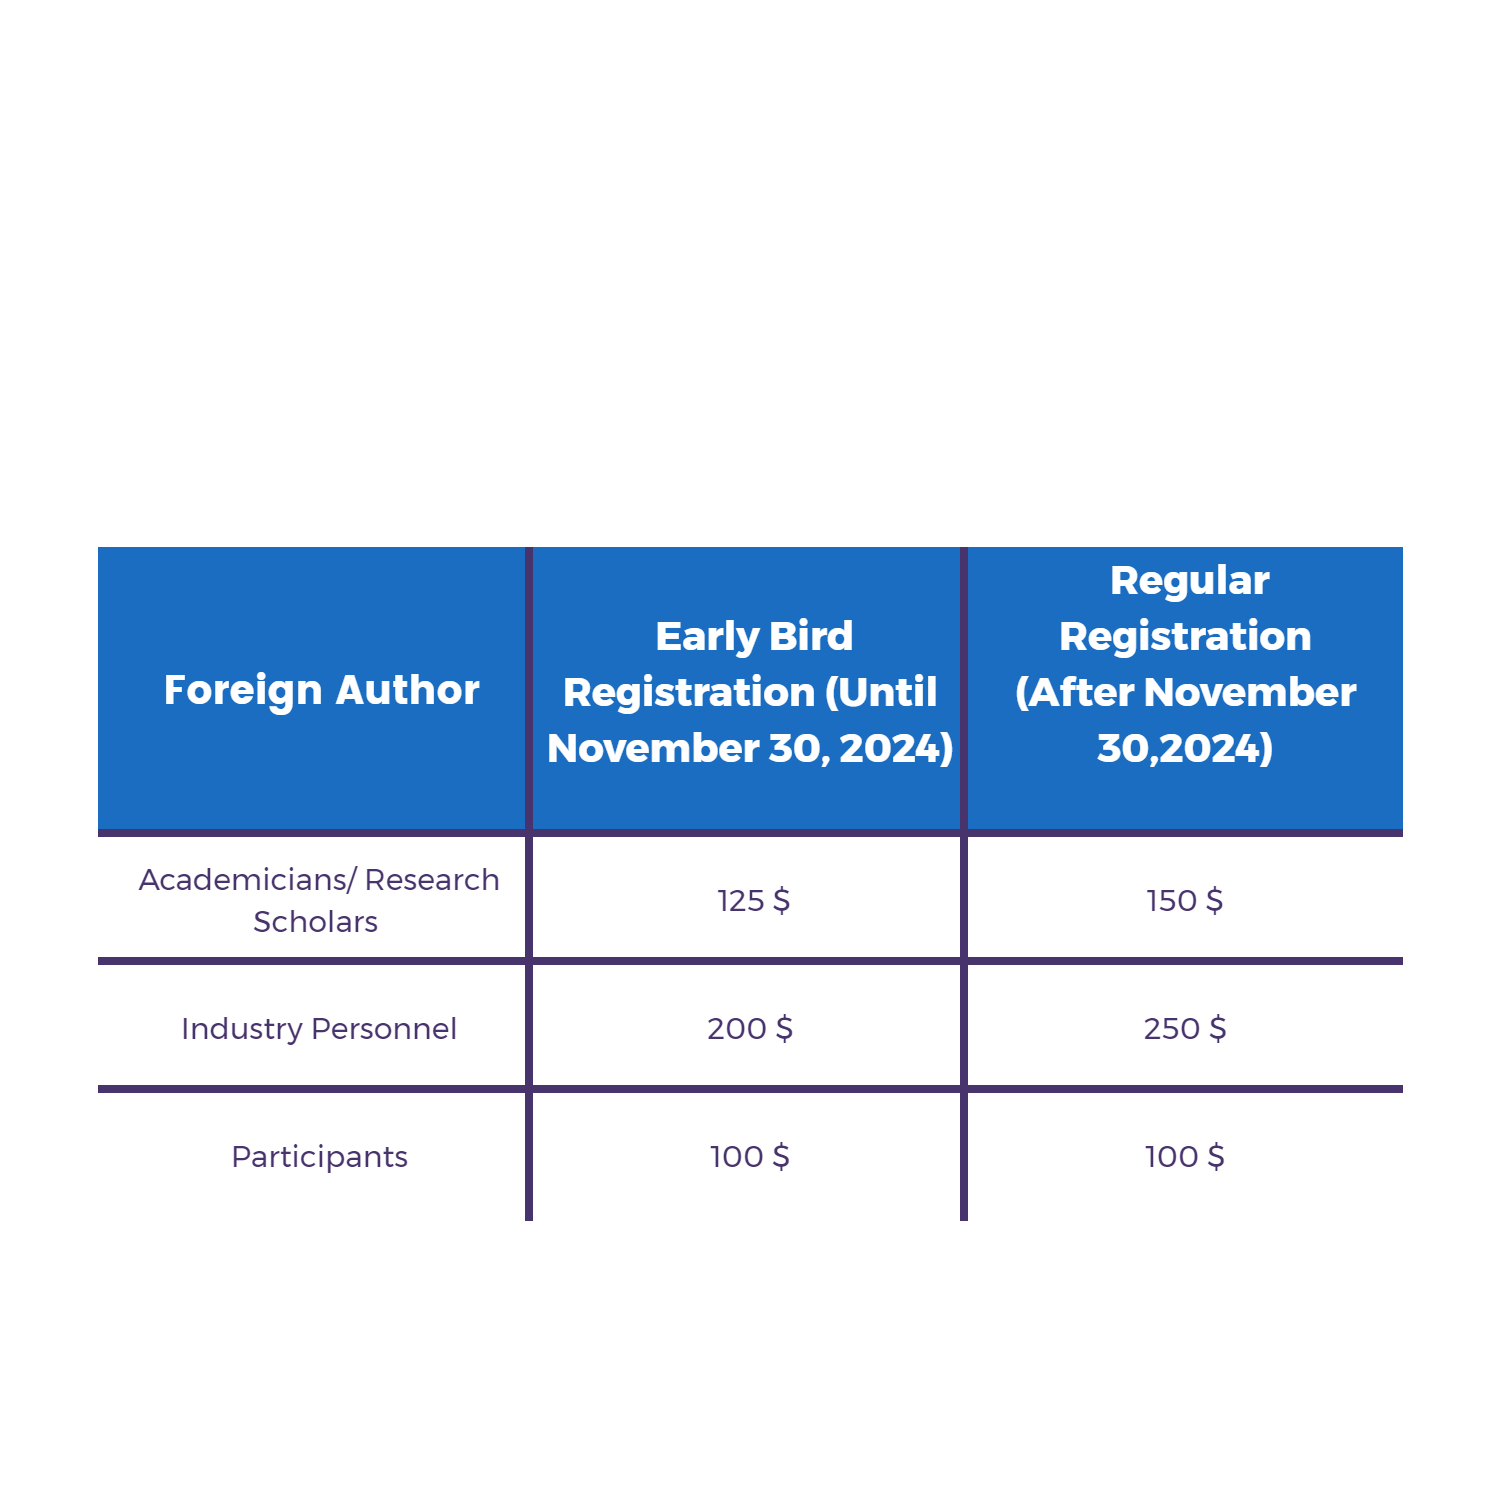 Foreign Author
Early Bird
Registration (Until
November 30, 2024)
Regular
Registration
(After November
30,2024)
Academicians/ Research
Scholars
125 $
150 $
Industry Personnel
200 $
250 $
Participants
100 $
100 $